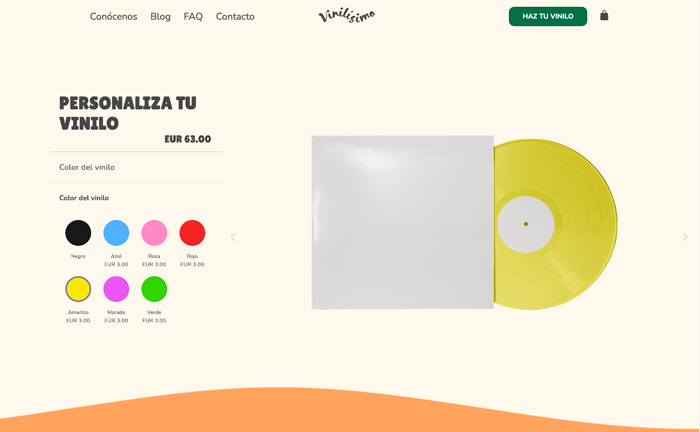 Conócenos Blog FAQ Contacto
Vinilísimo
HAZ TU VINILO
PERSONALIZA TU
VINILO
EUR 63.00
Color del vinilo
Color del vinilo
Negro Azul Rosa Rojo
EUR 3.00 EUR 3.00 EUR 3.00
Amarillo Morado Verde
EUR 3.00 EUR 3.00 EUR 3.00